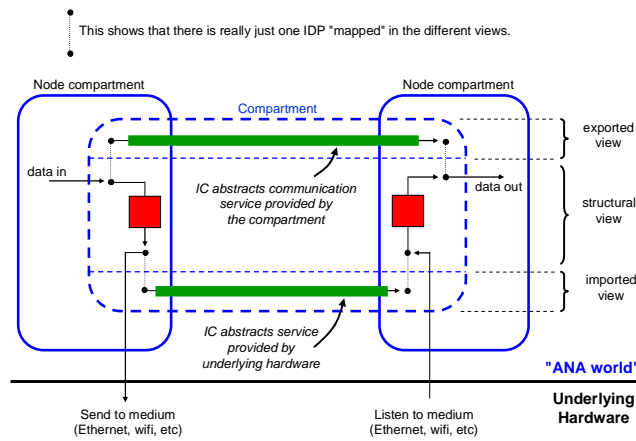 This shows that there is really just one IDP "mapped" in the different views.
Node compartment
Node compartment
Compartment
exported
view
data in
IC abstracts communication
service provided by
the compartment
data out
structural
view
imported
view
IC abstracts service
provided by
underlying hardware
"ANA world"
Underlying
Hardware
Send to medium
(Ethernet, wifi, etc)
Listen to medium
(Ethernet, wifi, etc)